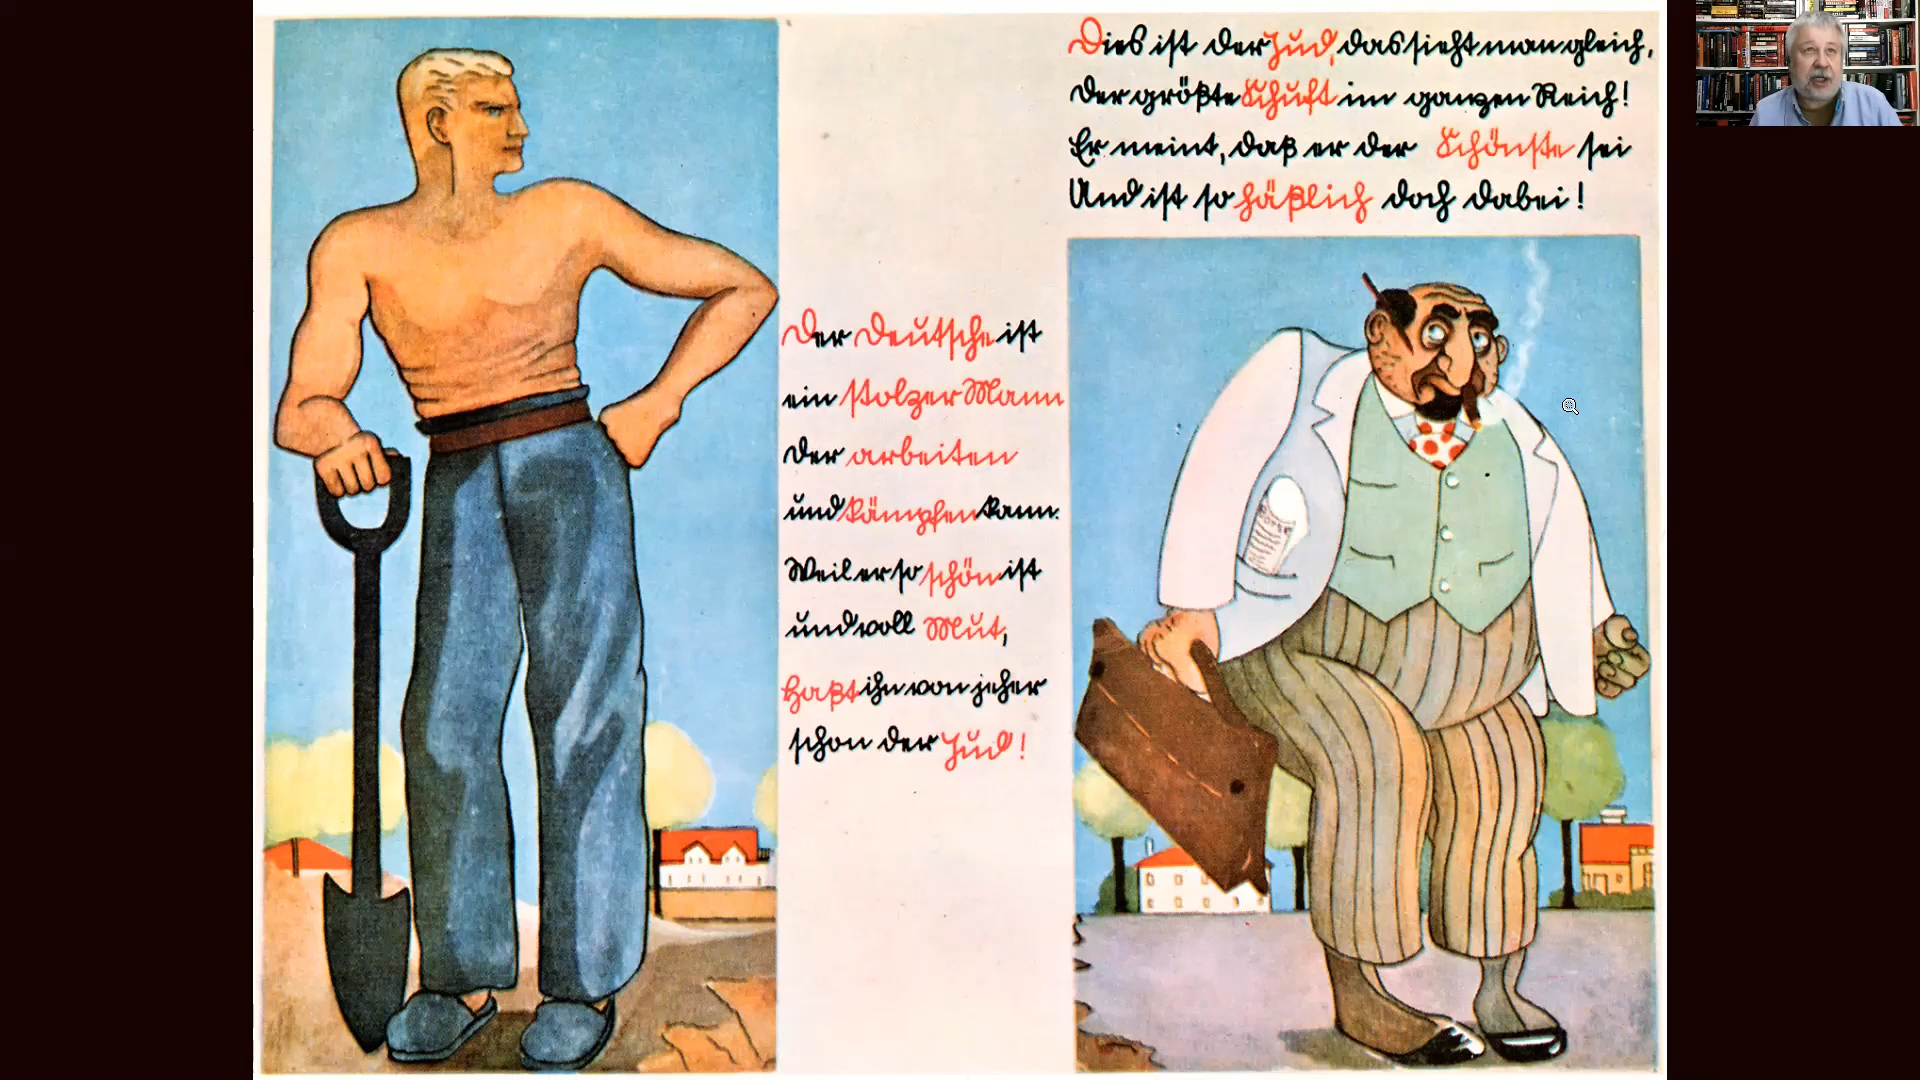 Der Deutsche ist
ein stolzer Mann
der arbeiten
und kämpfen kann.
Weil er so schön ist
und voll Mut,
Haßt ihn von jeher
schon der Jud!
Dies ist der Jud, das sieht man gleich,
Der größte Schuft im ganzen Reich!
Er meint, daß er der Schönste sei
Und ist so häßlich doch dabei!